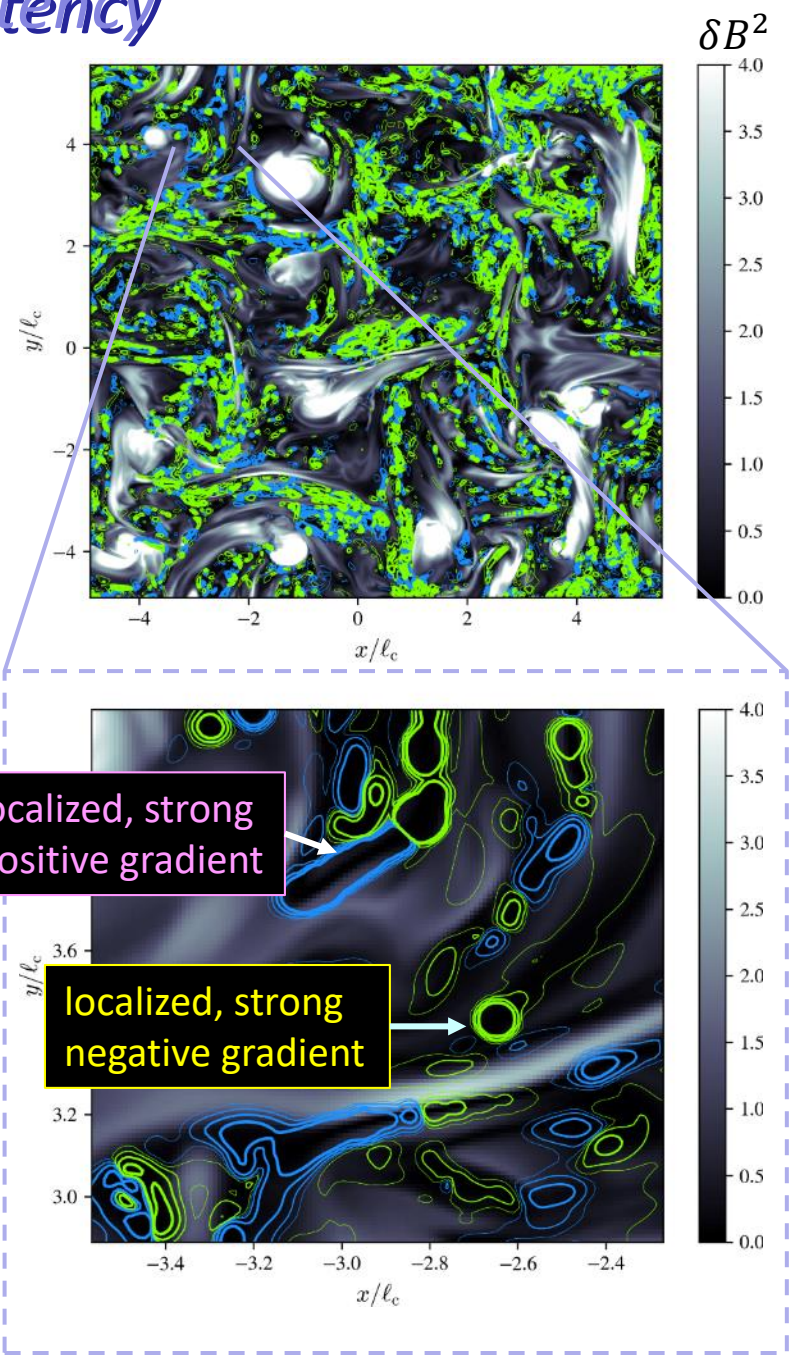 tency
δB²
4.0
3.5
3.0
2.5
2.0
1.5
1.0
0.5
0.0
4
2
0
−2
−4
y/ℓc
−4 −2 0 2 4
x/ℓc
4.0
3.5
3.0
2.5
2.0
1.5
1.0
0.5
0.0
ocalized, strong
ositive gradient
3.6
y/ℓc
localized, strong
negative gradient
3.2
3.0
−3.4 −3.2 −3.0 −2.8 −2.6 −2.4
x/ℓc